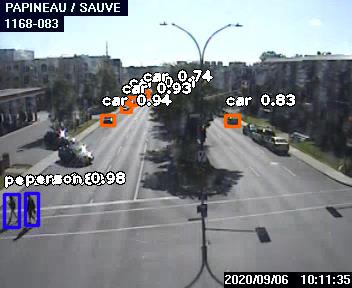 PAPINEAU / SAUVE
1168-083
car 0.74
car 0.93
car 0.94
car 0.83
person 0.98
2020/09/06 10:11:35